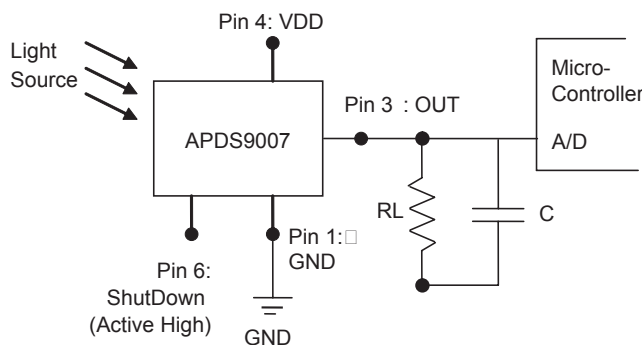 Pin 4: VDD
Light
Source
Micro-
Controller
Pin 3 : OUT
APDS9007
A/D
RL
C
Pin 1:□
GND
Pin 6:
ShutDown
(Active High)
GND